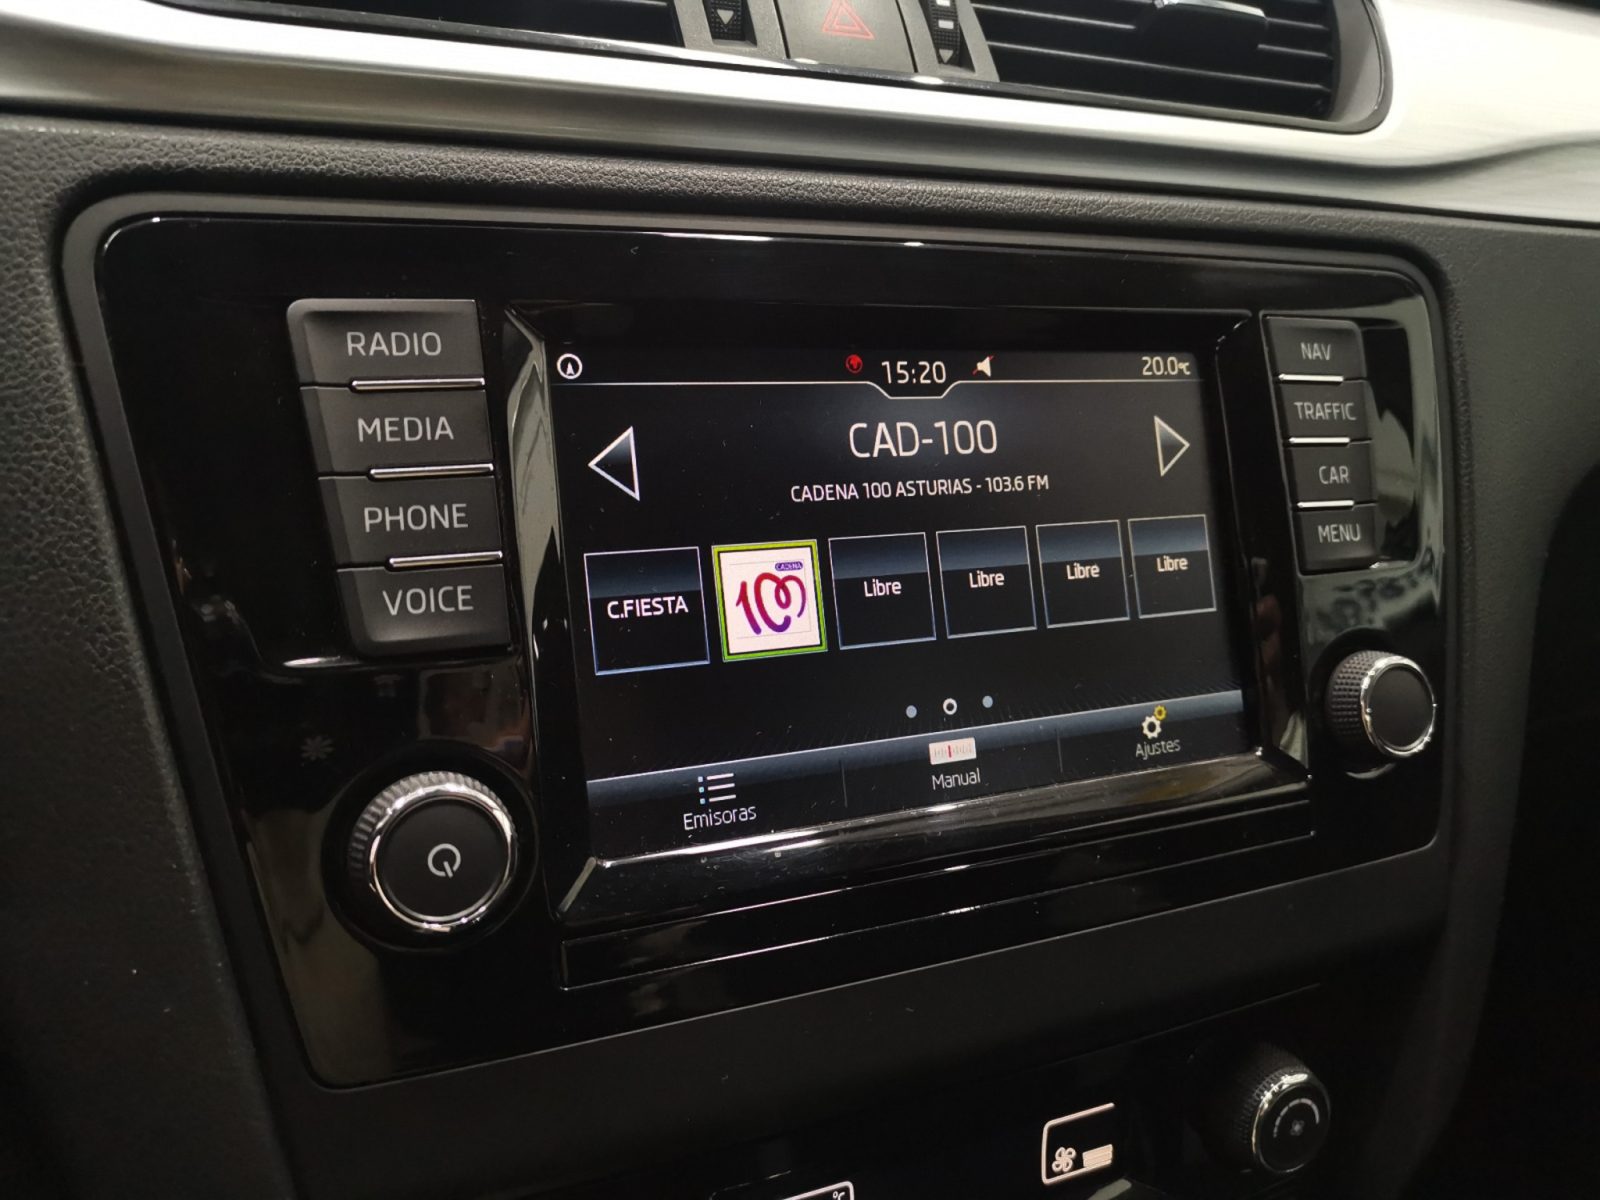 RADIO
MEDIA
PHONE
VOICE
15:20
20.0℃
CAD-100
CADENA 100 ASTURIAS - 103.6 FM
C.FIESTA
CADENA
100
Libre
Libre
Libre
Libre
Emisoras
Manual
Ajustes
NAV
TRAFFIC
CAR
MENU
℃